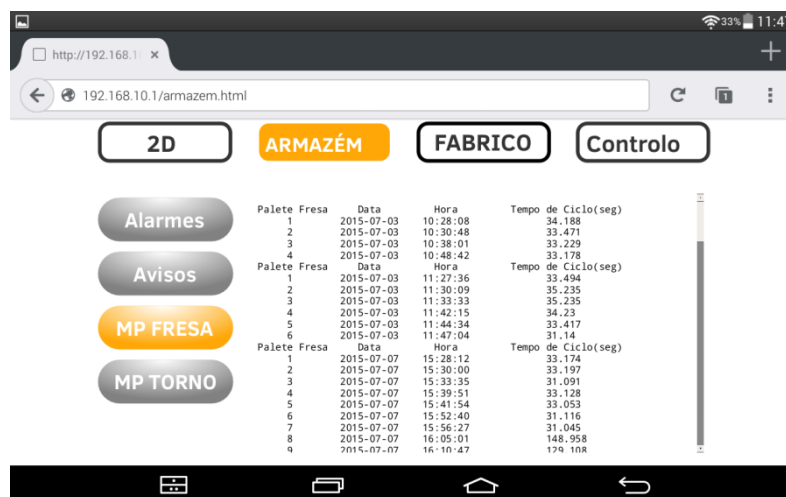 33% 11:47
http://192.168.1
192.168.10.1/armazem.html
1
2D ARMAZÉM FABRICO Controlo
Alarmes
Avisos
MP FRESA
MP TORNO
Palete Fresa Data Hora Tempo de Ciclo(seg)
1 2015-07-03 10:28:08 34.188
2 2015-07-03 10:30:48 33.471
3 2015-07-03 10:38:01 33.229
4 2015-07-03 10:48:42 33.178
Palete Fresa Data Hora Tempo de Ciclo(seg)
1 2015-07-03 11:27:36 33.494
2 2015-07-03 11:30:09 35.235
3 2015-07-03 11:33:33 35.235
4 2015-07-03 11:42:15 34.23
5 2015-07-03 11:44:34 33.417
6 2015-07-03 11:47:04 31.14
Palete Fresa Data Hora Tempo de Ciclo(seg)
1 2015-07-07 15:28:12 33.174
2 2015-07-07 15:30:00 33.197
3 2015-07-07 15:33:35 31.091
4 2015-07-07 15:39:51 33.128
5 2015-07-07 15:41:54 33.053
6 2015-07-07 15:52:40 31.116
7 2015-07-07 15:56:27 31.045
8 2015-07-07 16:05:01 148.958
9 2015-07-07 16:10:47 129.108